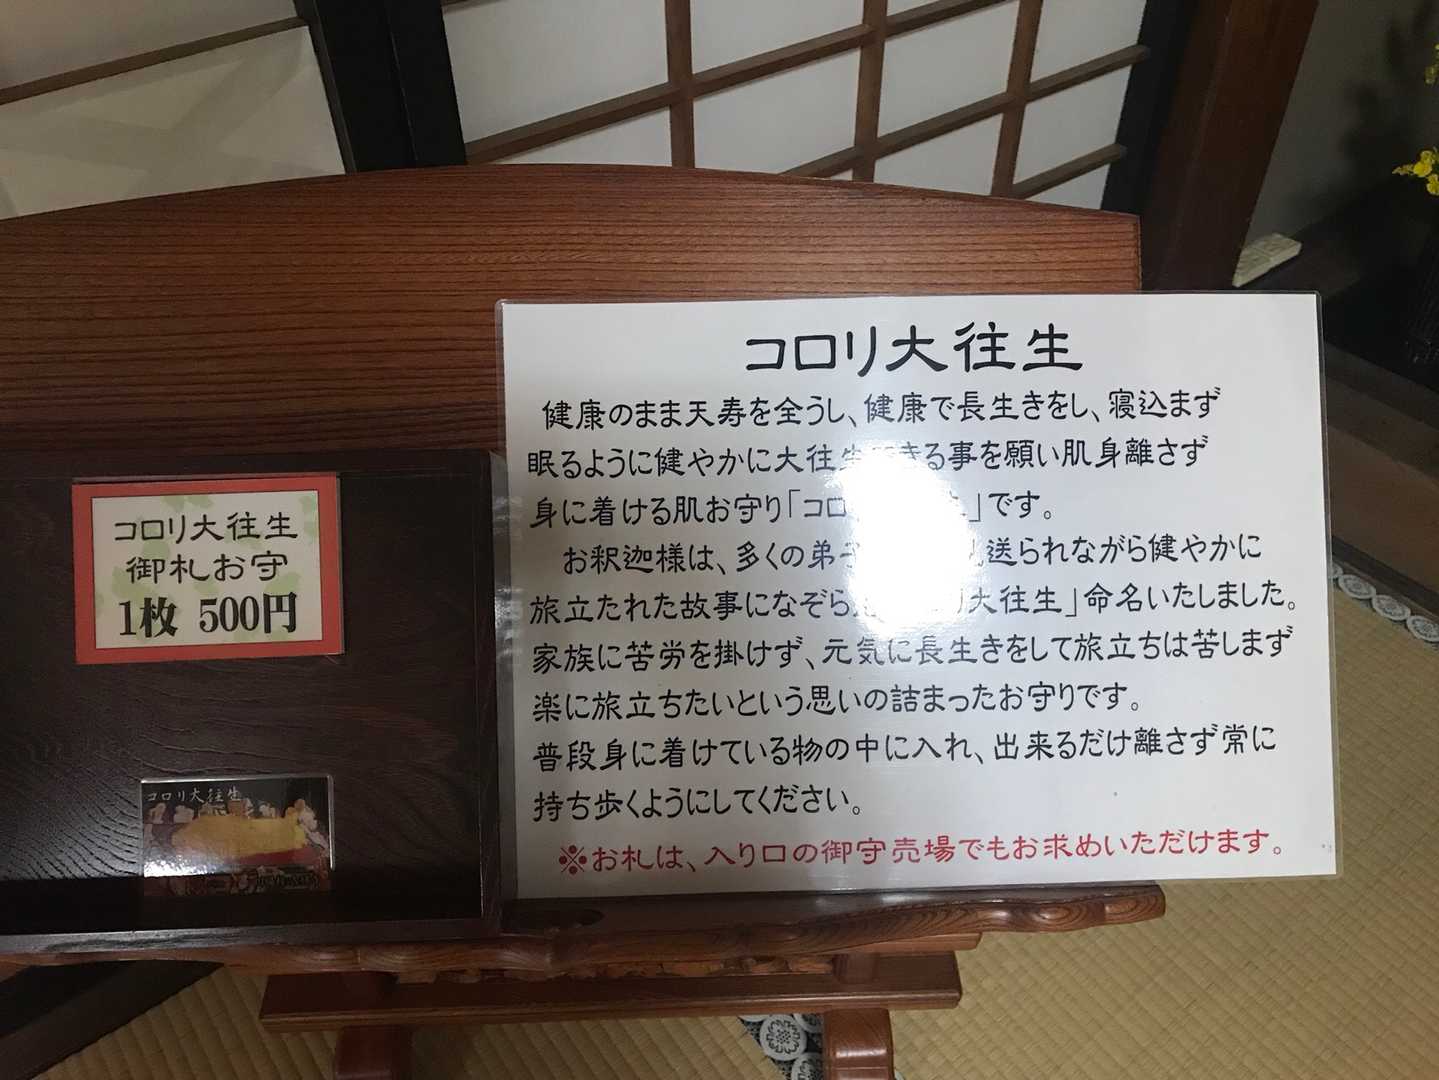 コロリ大往生
健康のまま天寿を全うし、健康で長生きをし、寝込まず
眠るように健やかに大往生できる事を願い肌身離さず
身に着ける肌お守り「コロ」です。
お釈迦様は、多くの弟子送られながら健やかに
旅立たれた故事になぞらリ大往生」命名いたしました。
家族に苦労を掛けず、元気に長生きをして旅立ちは苦しまず
楽に旅立ちたいという思いの詰まったお守りです。
普段身に着けている物の中に入れ、出来るだけ離さず常に
持ち歩くようにしてください。
※お札は、入り口の御守売場でもお求めいただけます。
コロリ大往生
御札お守
1枚 500円
コロリ大往生